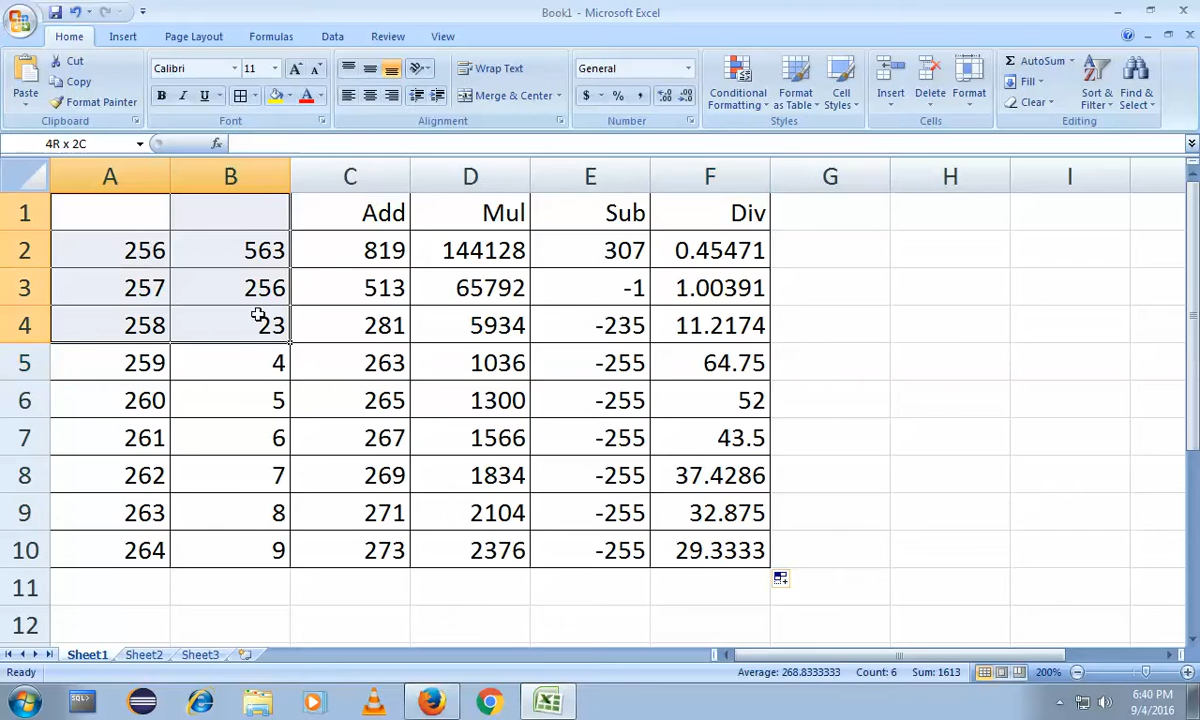 Book1 - Microsoft Excel
Home Insert Page Layout Formulas Data Review View
Paste
Cut
Copy
Format Painter
Clipboard
Calibri 11 A A
B I U A
Font
Wrap Text
Merge & Center
Alignment
General
$ % , .0 .00 .00 .0
Number
Conditional Formatting
Format as Table
Cell Styles
Styles
Insert Delete Format
Cells
Σ AutoSum
Fill
Clear
Sort & Filter
Find & Select
Editing
4R x 2C fx
A B C D E F G H I
1 Add Mul Sub Div
2 256 563 819 144128 307 0.45471
3 257 256 513 65792 -1 1.00391
4 258 23 281 5934 -235 11.2174
5 259 4 263 1036 -255 64.75
6 260 5 265 1300 -255 52
7 261 6 267 1566 -255 43.5
8 262 7 269 1834 -255 37.4286
9 263 8 271 2104 -255 32.875
10 264 9 273 2376 -255 29.3333
11
12
Sheet1 Sheet2 Sheet3
Ready Average: 268.8333333 Count: 6 Sum: 1613 200%
SQL>
6:40 PM
9/4/2016